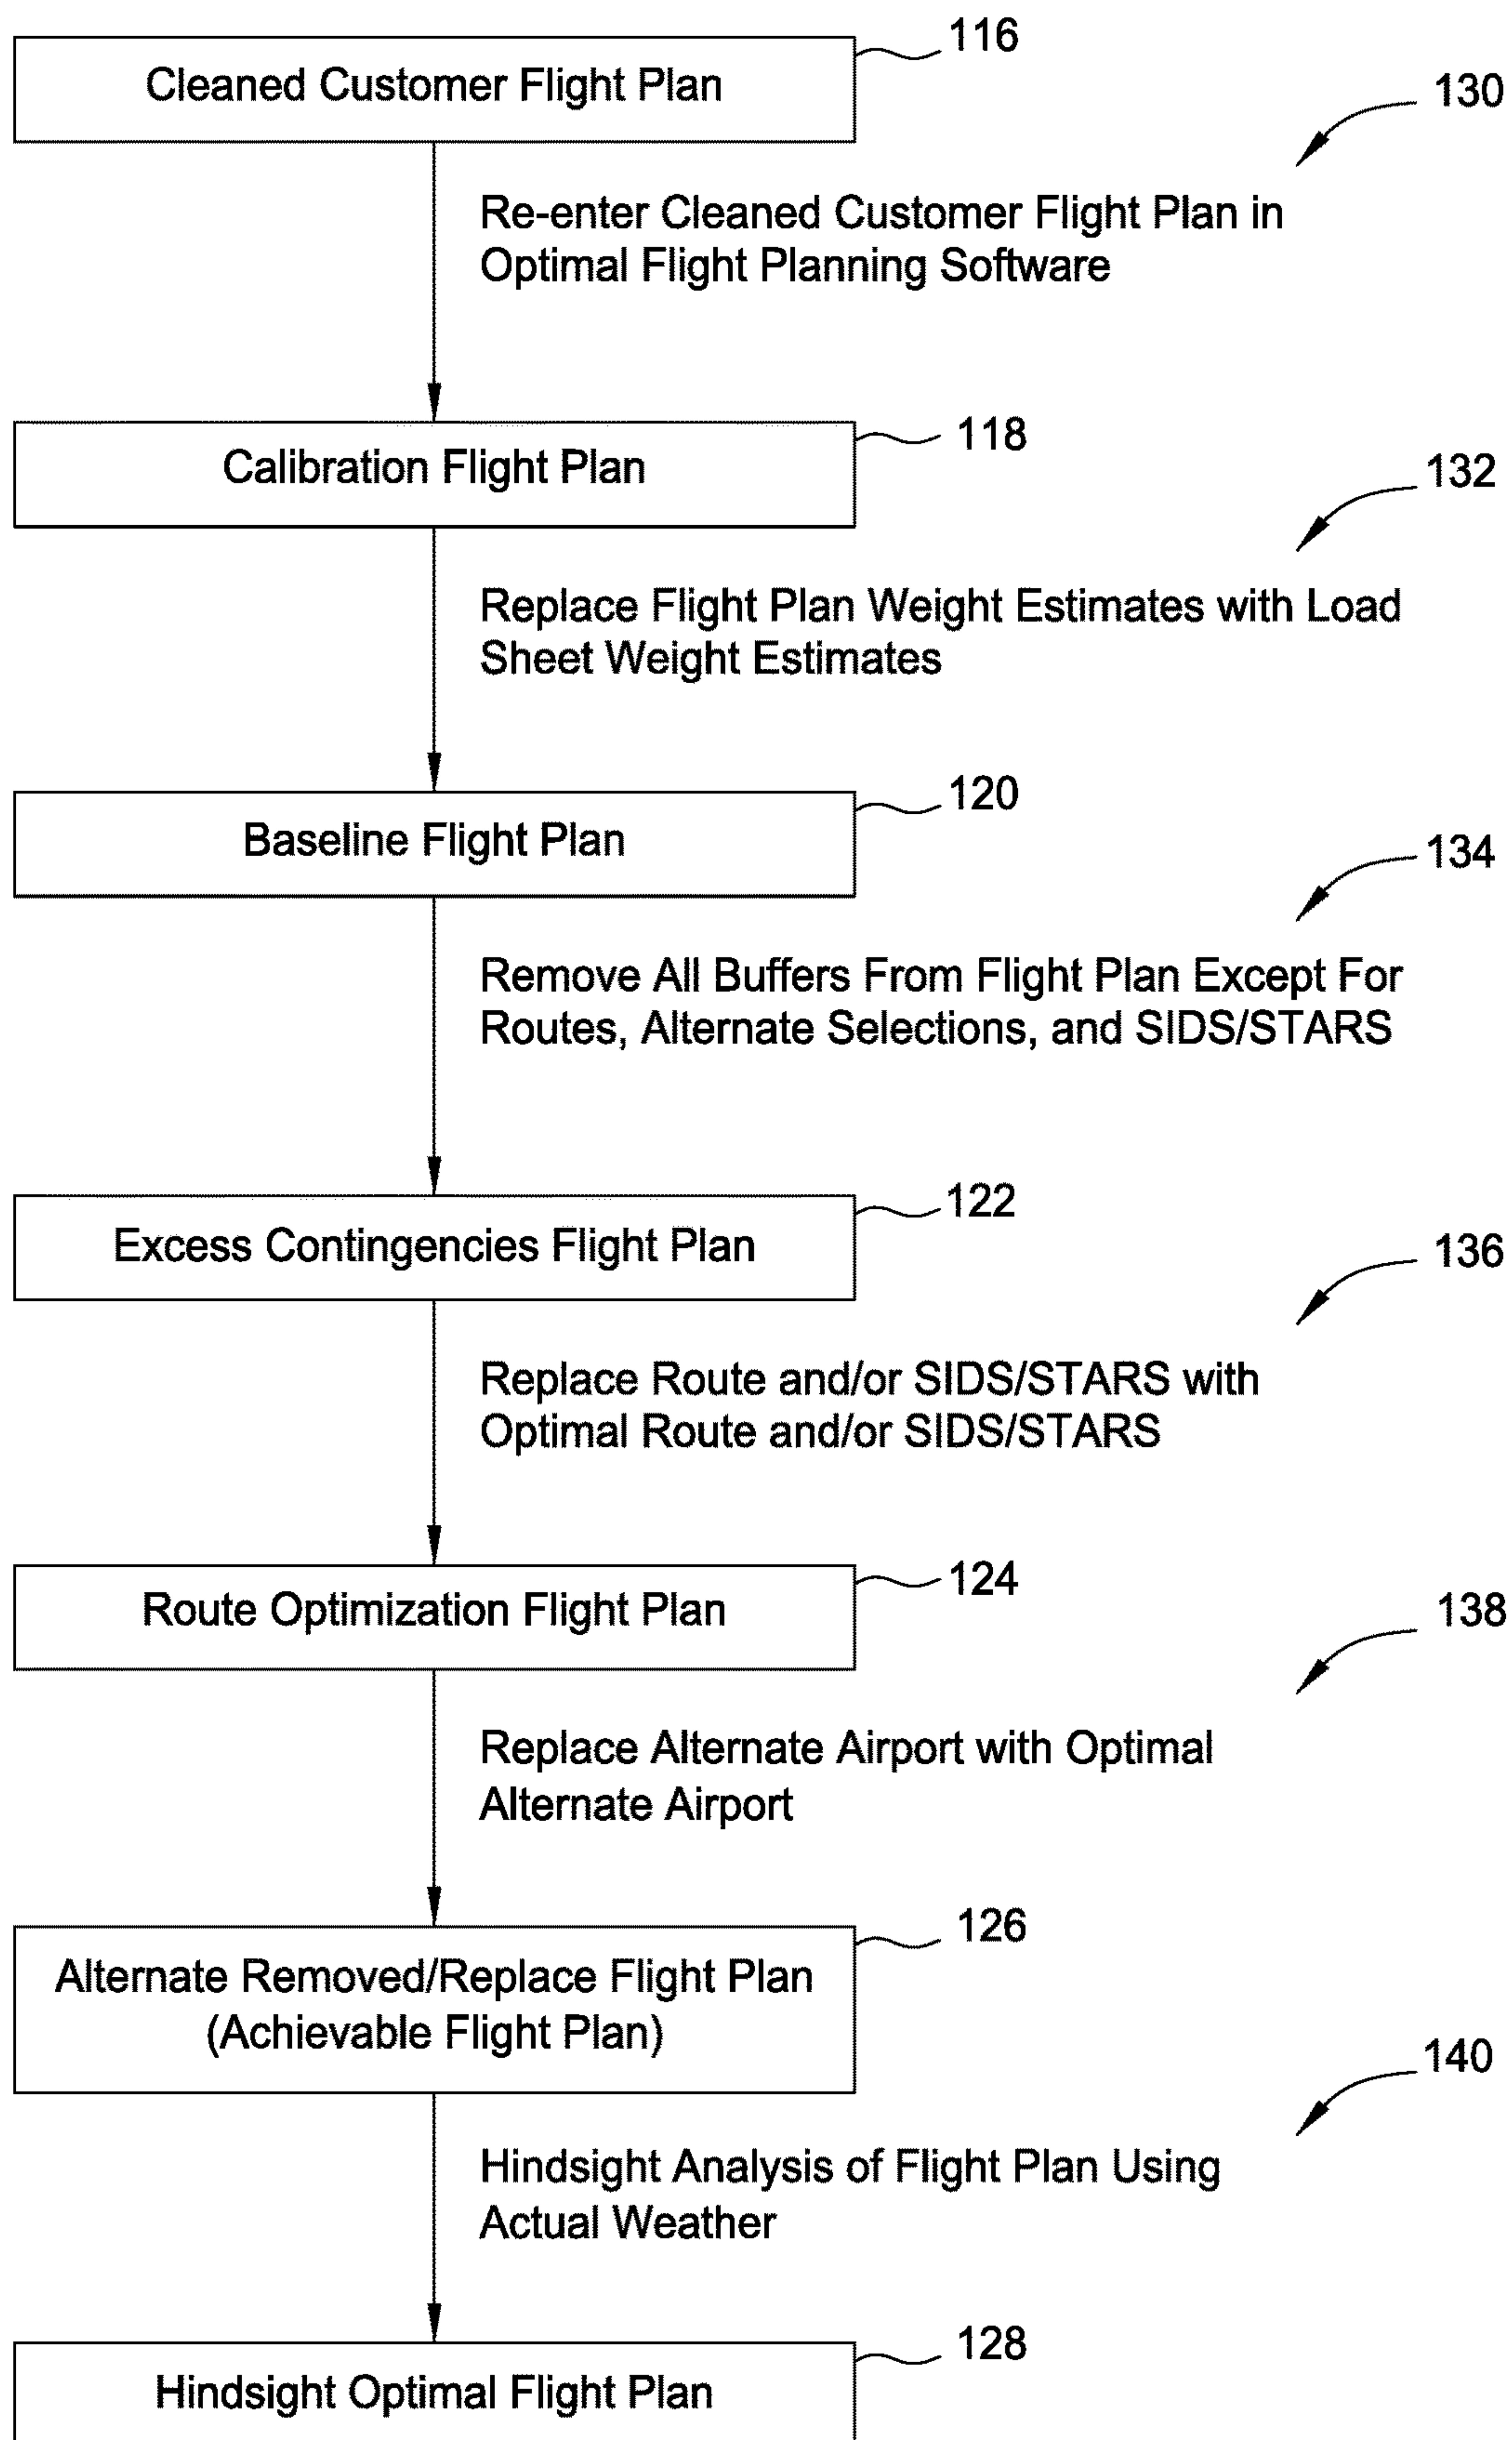 116
Cleaned Customer Flight Plan
130
Re-enter Cleaned Customer Flight Plan in
Optimal Flight Planning Software
118
Calibration Flight Plan
132
Replace Flight Plan Weight Estimates with Load
Sheet Weight Estimates
120
Baseline Flight Plan
134
Remove All Buffers From Flight Plan Except For
Routes, Alternate Selections, and SIDS/STARS
122
Excess Contingencies Flight Plan
136
Replace Route and/or SIDS/STARS with
Optimal Route and/or SIDS/STARS
124
Route Optimization Flight Plan
138
Replace Alternate Airport with Optimal
Alternate Airport
126
Alternate Removed/Replace Flight Plan
(Achievable Flight Plan)
140
Hindsight Analysis of Flight Plan Using
Actual Weather
128
Hindsight Optimal Flight Plan